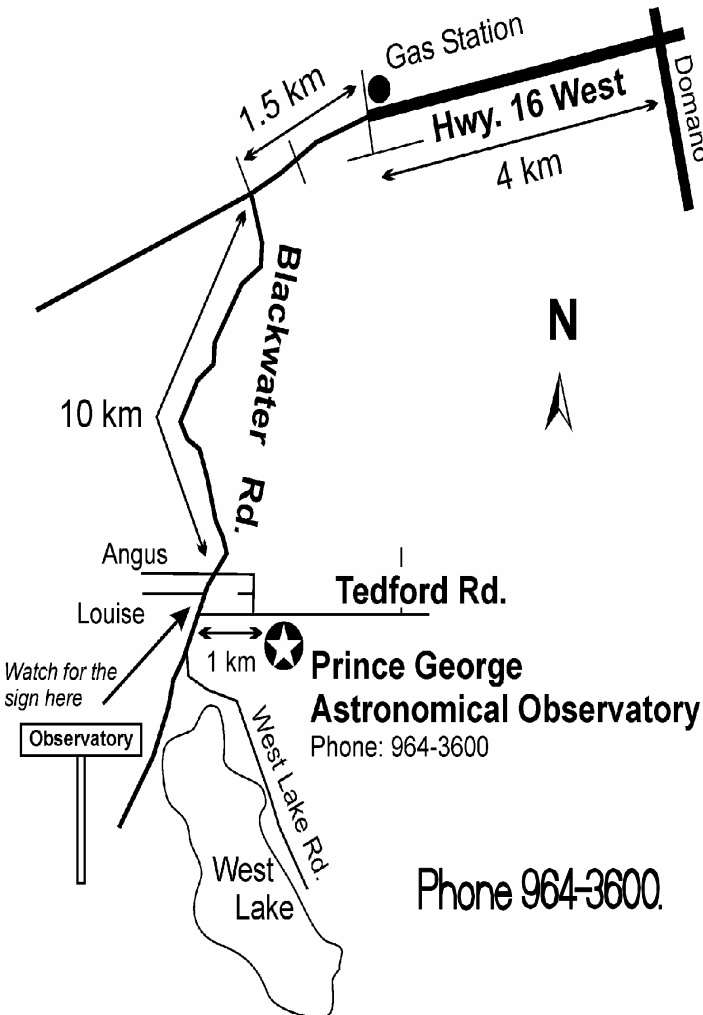 Gas Station
1.5 km
Hwy. 16 West
Domano
4 km
Blackwater Rd.
N
10 km
Angus
Tedford Rd.
Louise
1 km
Watch for the
sign here
Prince George
Astronomical Observatory
Phone: 964-3600
Observatory
West Lake Rd.
West
Lake
Phone 964-3600.